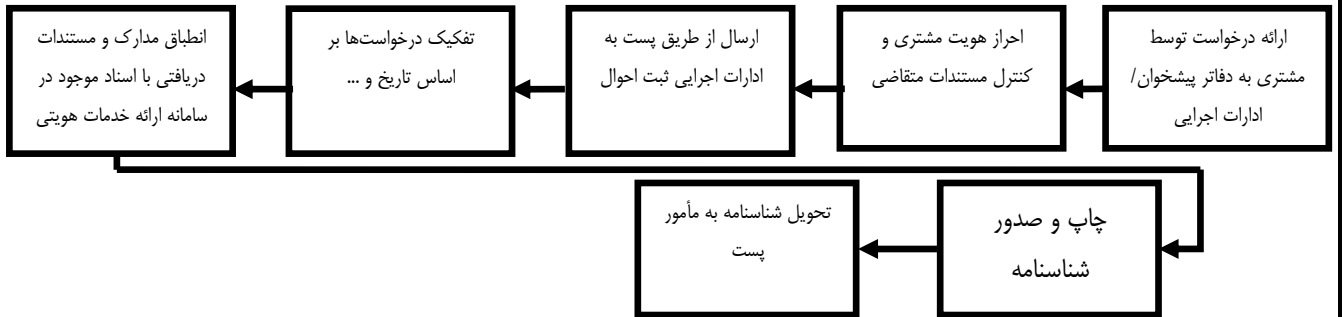 ارائه درخواست توسط
مشتری به دفاتر پیشخوان/
ادارات اجرایی
احراز هویت مشتری و
کنترل مستندات متقاضی
ارسال از طریق پست به
ادارات اجرایی ثبت احوال
تفکیک درخواست‌ها بر
اساس تاریخ و ...
انطباق مدارک و مستندات
دریافتی با اسناد موجود در
سامانه ارائه خدمات هویتی
چاپ و صدور
شناسنامه
تحویل شناسنامه به مأمور
پست